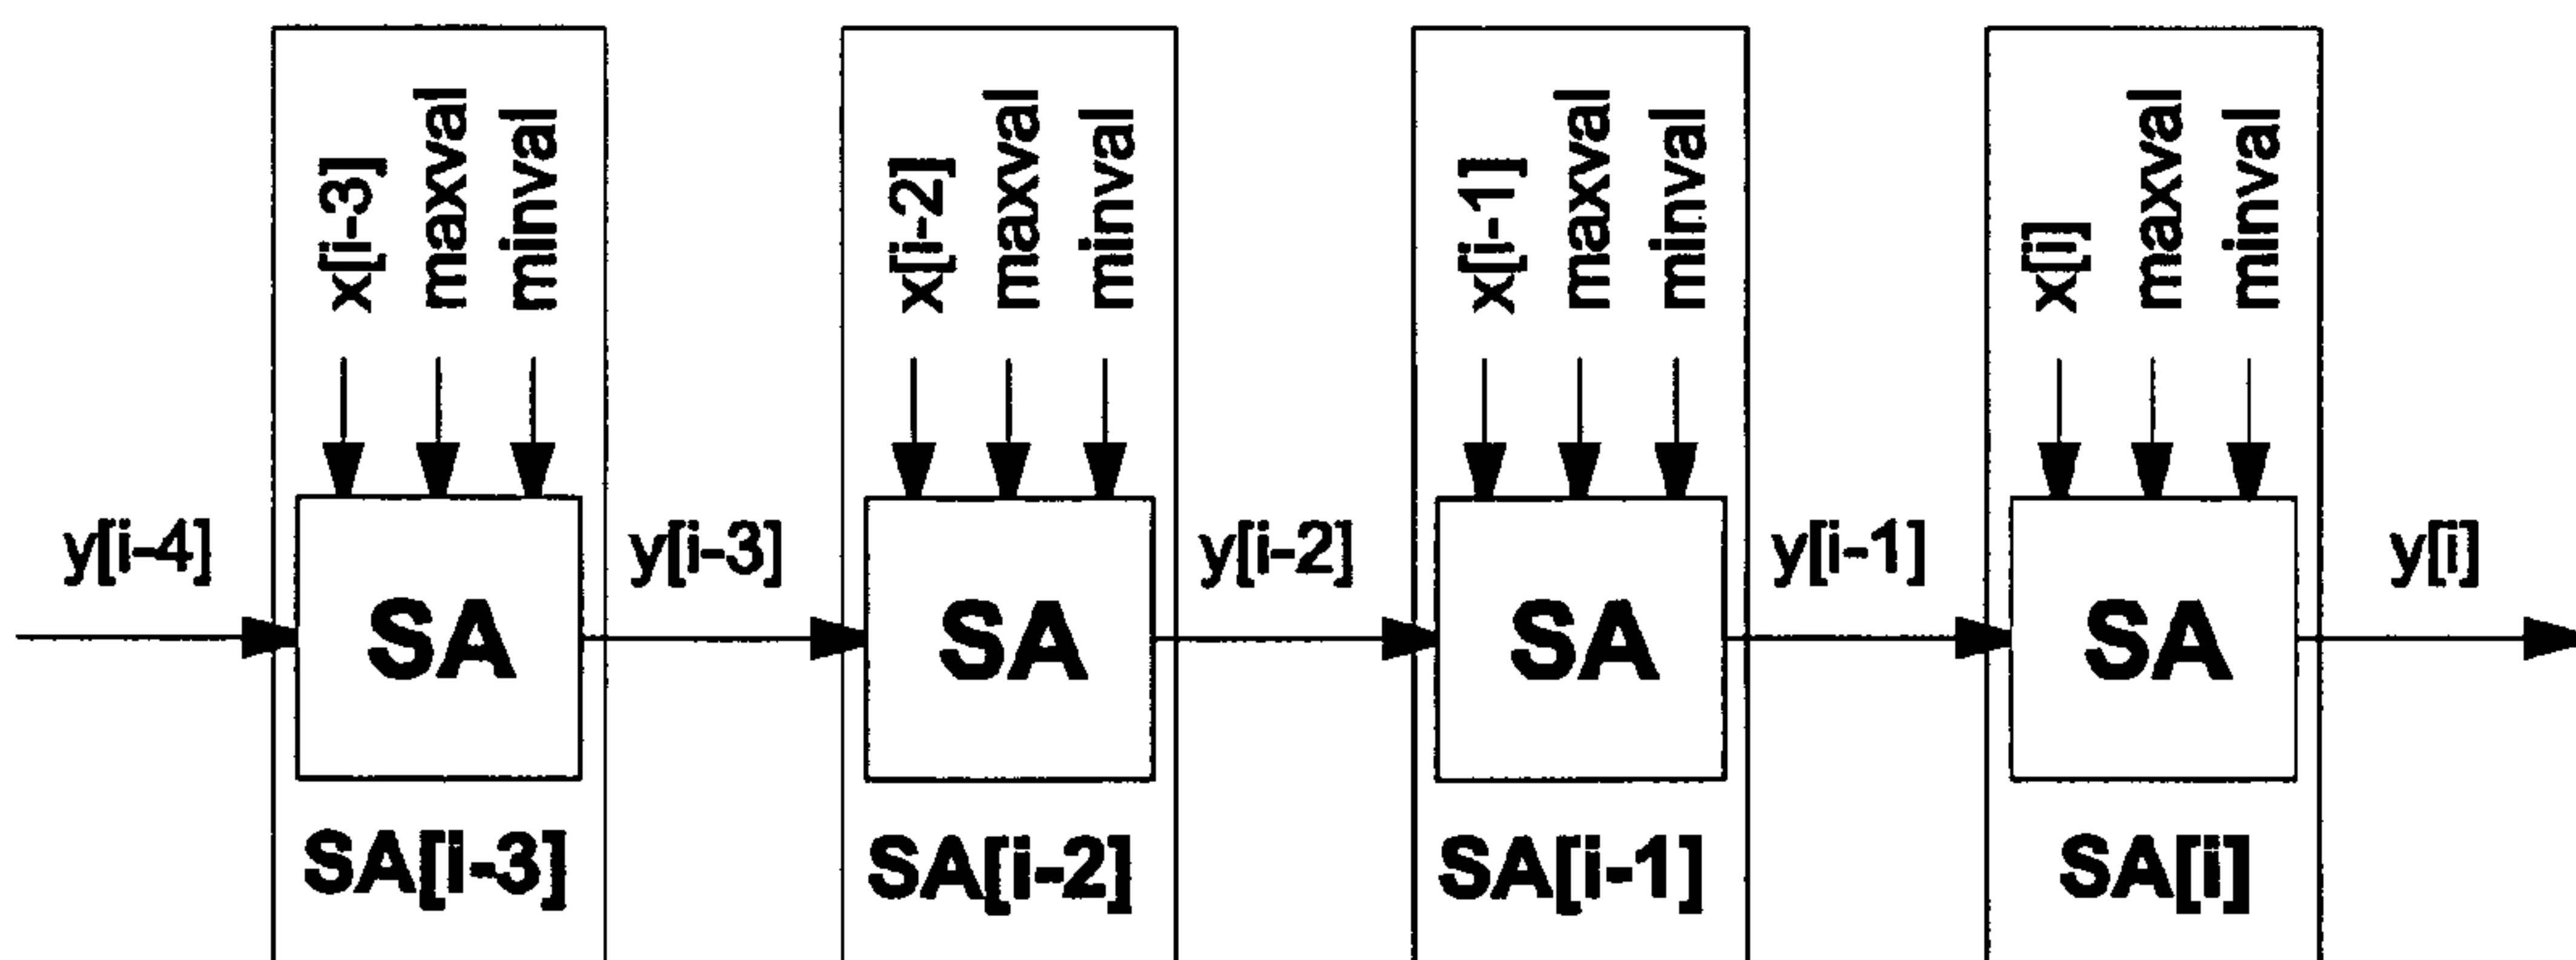 x[i-3]
maxval
minval
x[i-2]
maxval
minval
x[i-1]
maxval
minval
x[i]
maxval
minval
y[i-4]
y[i-3]
y[i-2]
y[i-1]
y[i]
SA
SA
SA
SA
SA[i-3]
SA[i-2]
SA[i-1]
SA[i]